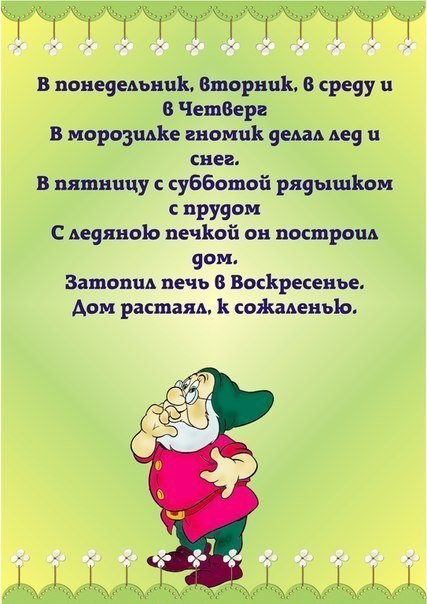 В понедельник, вторник, в среду и
в Четверг
В морозилке гномик делал лед и
снег.
В пятницу с субботой рядышком
с прудом
С ледяною печкой он построил
дом.
Затопил печь в Воскресенье.
Дом растаял, к сожаленью.